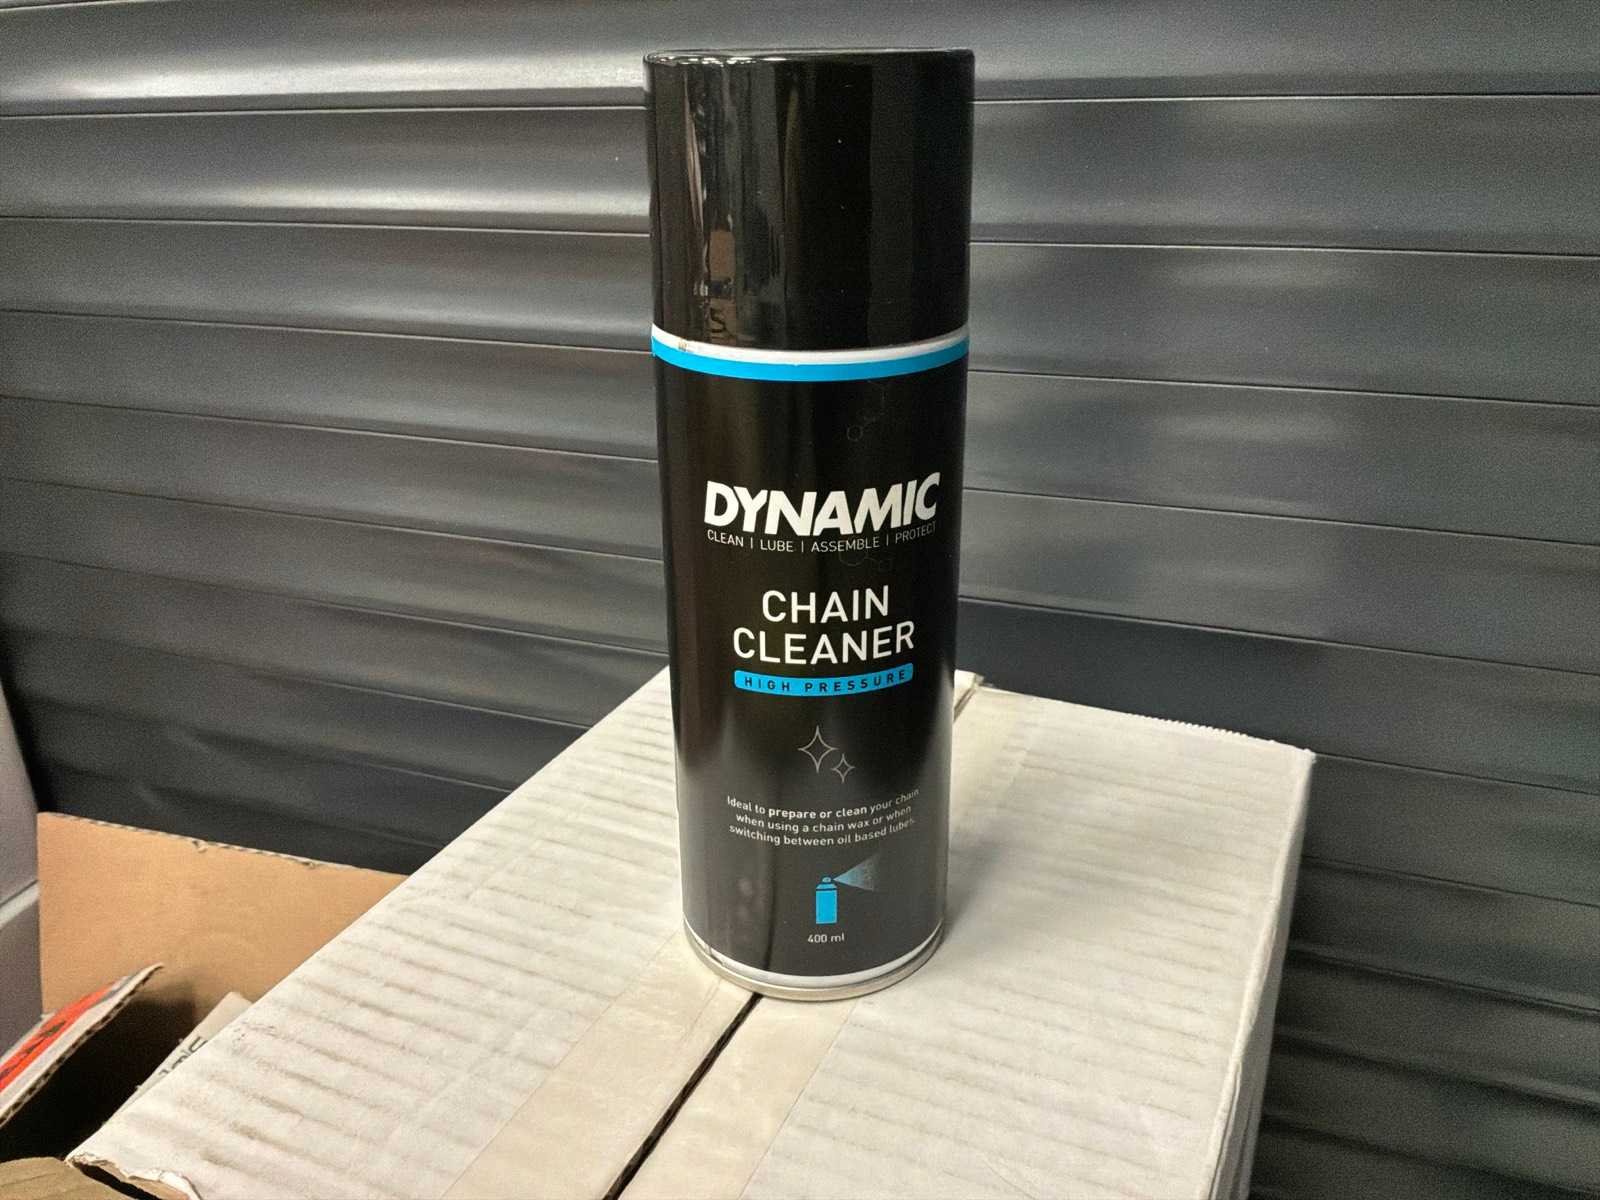 DYNAMIC
CLEAN | LUBE | ASSEMBLE | PROTECT
CHAIN
CLEANER
HIGH PRESSURE
Ideal to prepare or clean your chain
when using a chain wax or when
switching between oil based lubes.
400 ml